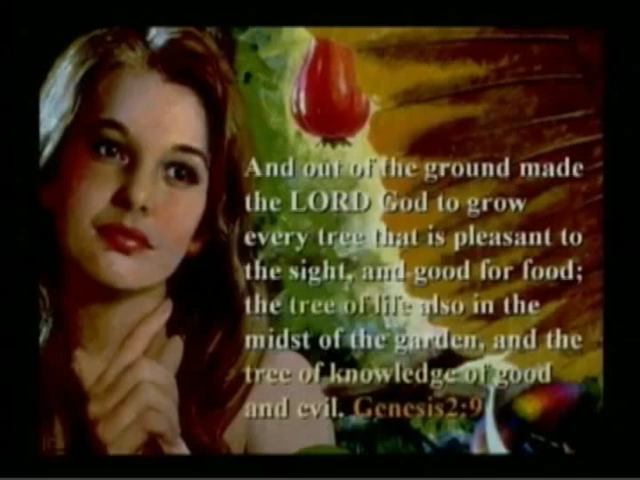 And out of the ground made
the LORD God to grow
every tree that is pleasant to
the sight, and good for food;
the tree of life also in the
midst of the garden, and the
tree of knowledge of good
and evil. Genesis2:9